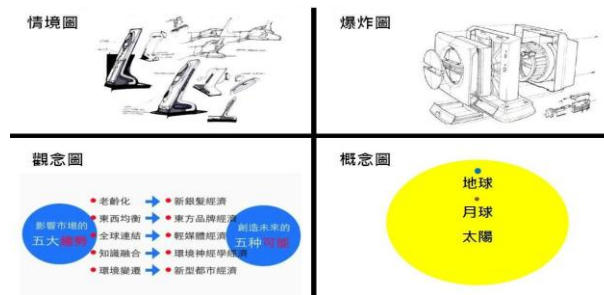 情境圖
爆炸圖
觀念圖
影響市場的
五大趨勢
老齡化
新銀髮經濟
東西均衡
東方品牌經濟
全球連結
輕媒體經濟
知識融合
環境神經學經濟
環境變遷
新型都市經濟
創造未來的
五种可能
概念圖
地球
月球
太陽